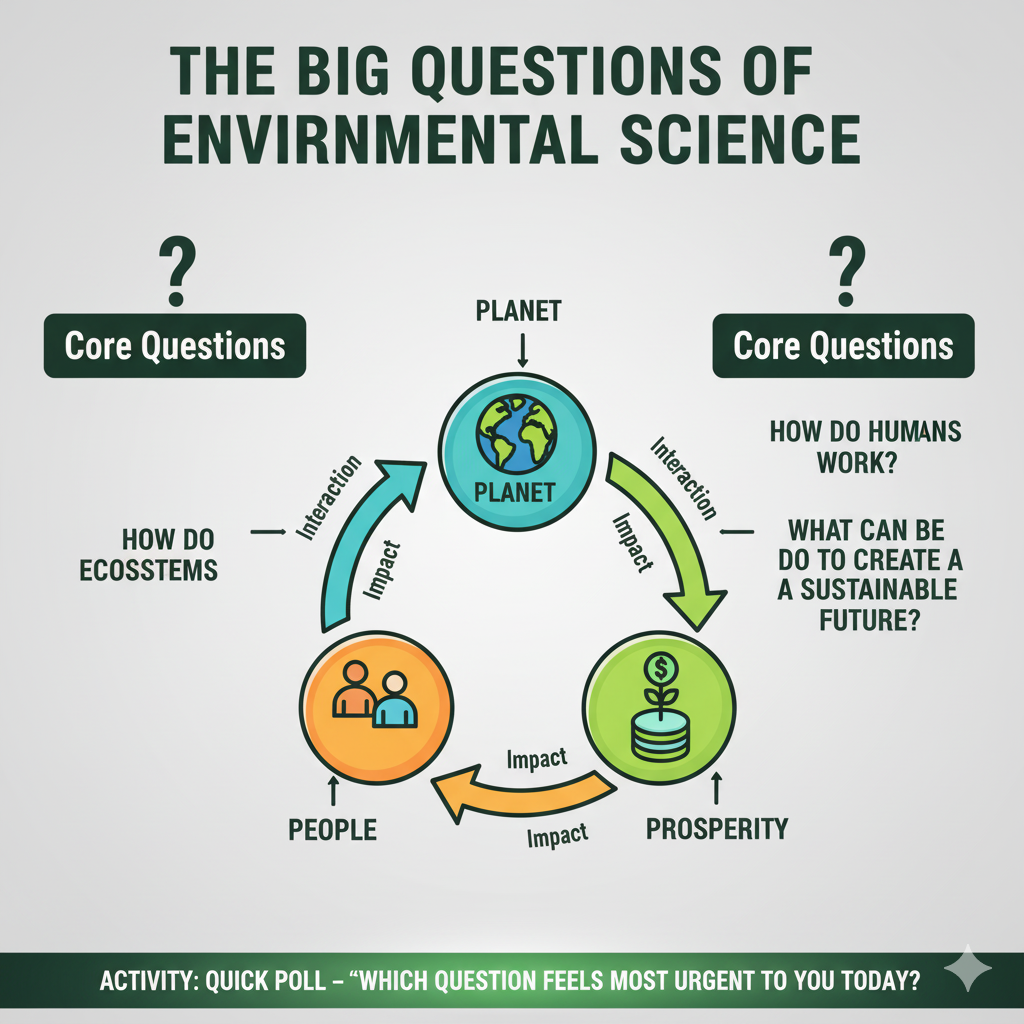 THE BIG QUESTIONS OF
ENVIRNMENTAL SCIENCE
?
Core Questions
HOW DO
ECOSSTEMS
PLANET
PLANET
Interaction
Impact
Interaction
Impact
PEOPLE
Impact
Impact
PROSPERITY
$
?
Core Questions
HOW DO HUMANS
WORK?
WHAT CAN BE
DO TO CREATE A
A SUSTAINABLE
FUTURE?
ACTIVITY: QUICK POLL – “WHICH QUESTION FEELS MOST URGENT TO YOU TODAY?